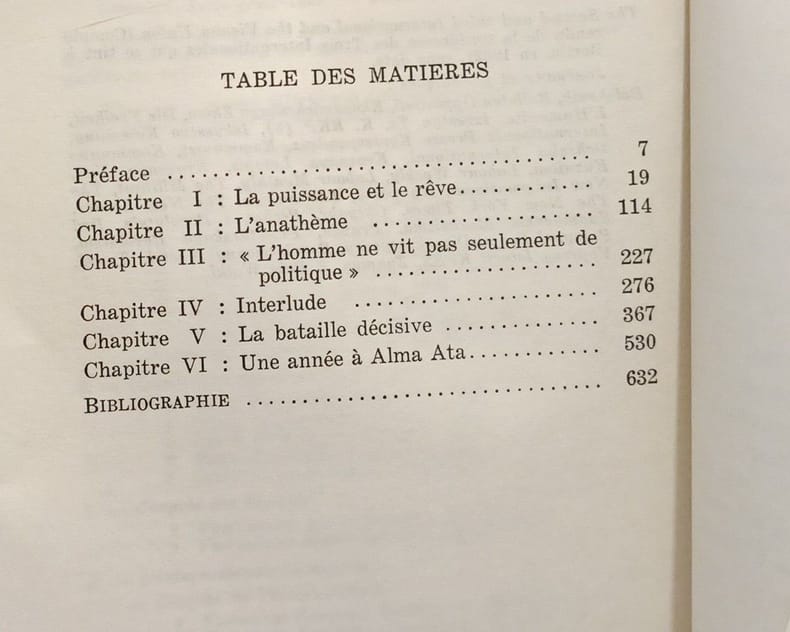 TABLE DES MATIERES
Préface ....................................... 7
Chapitre I : La puissance et le rêve............ 19
Chapitre II : L'anathème .................... 114
Chapitre III : « L'homme ne vit pas seulement de
politique » .................... 227
Chapitre IV : Interlude ...................... 276
Chapitre V : La bataille décisive .............. 367
Chapitre VI : Une année à Alma Ata............ 530
BIBLIOGRAPHIE ................................ 632